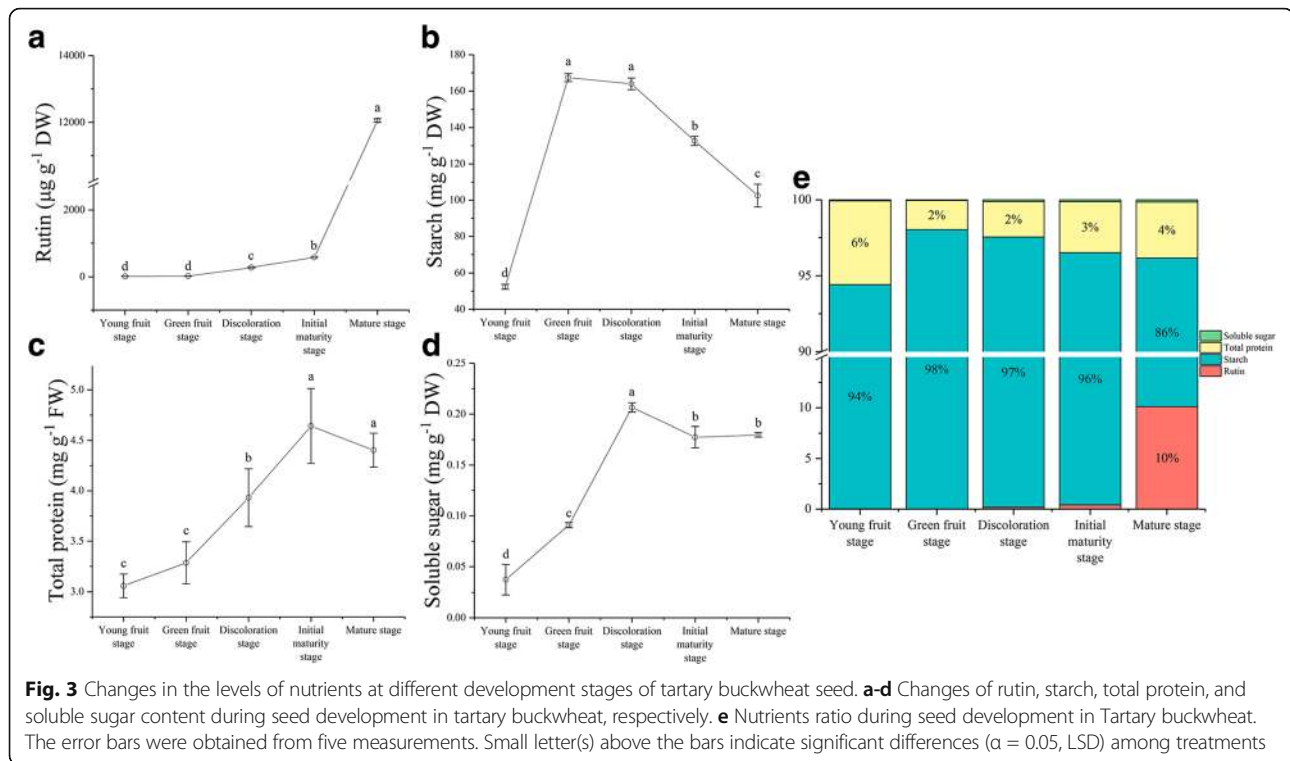 a
14000
12000
2000
0
Rutin (µg g-1 DW)
d
d
c
b
a
Young fruit stage
Green fruit stage
Discoloration stage
Initial maturity stage
Mature stage
b
180
160
140
120
100
80
60
40
Starch (mg g-1 DW)
d
a
a
b
c
Young fruit stage
Green fruit stage
Discoloration stage
Initial maturity stage
Mature stage
c
5.0
4.5
4.0
3.5
3.0
Total protein (mg g-1 FW)
c
c
b
a
a
Young fruit stage
Green fruit stage
Discoloration stage
Initial maturity stage
Mature stage
d
0.25
0.20
0.15
0.10
0.05
0.00
Soluble sugar (mg g-1 DW)
d
c
a
b
b
Young fruit stage
Green fruit stage
Discoloration stage
Initial maturity stage
Mature stage
e
100
95
90
10
5
0
6%
2%
2%
3%
4%
94%
98%
97%
96%
86%
10%
Young fruit stage
Green fruit stage
Discoloration stage
Initial maturity stage
Mature stage
Soluble sugar
Total protein
Starch
Rutin
Fig. 3 Changes in the levels of nutrients at different development stages of tartary buckwheat seed. a-d Changes of rutin, starch, total protein, and
soluble sugar content during seed development in tartary buckwheat, respectively. e Nutrients ratio during seed development in Tartary buckwheat.
The error bars were obtained from five measurements. Small letter(s) above the bars indicate significant differences (α = 0.05, LSD) among treatments